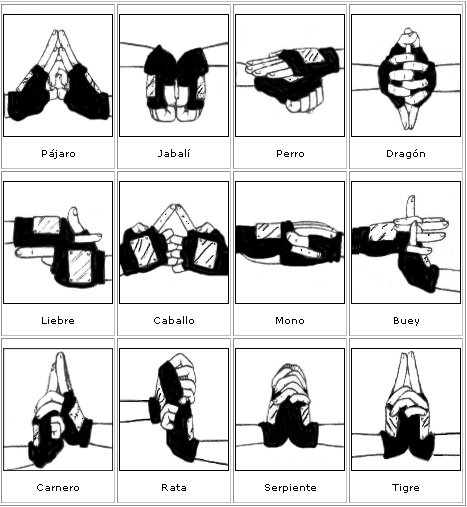 Pájaro
Jabalí
Perro
Dragón
Liebre
Caballo
Mono
Buey
Carnero
Rata
Serpiente
Tigre